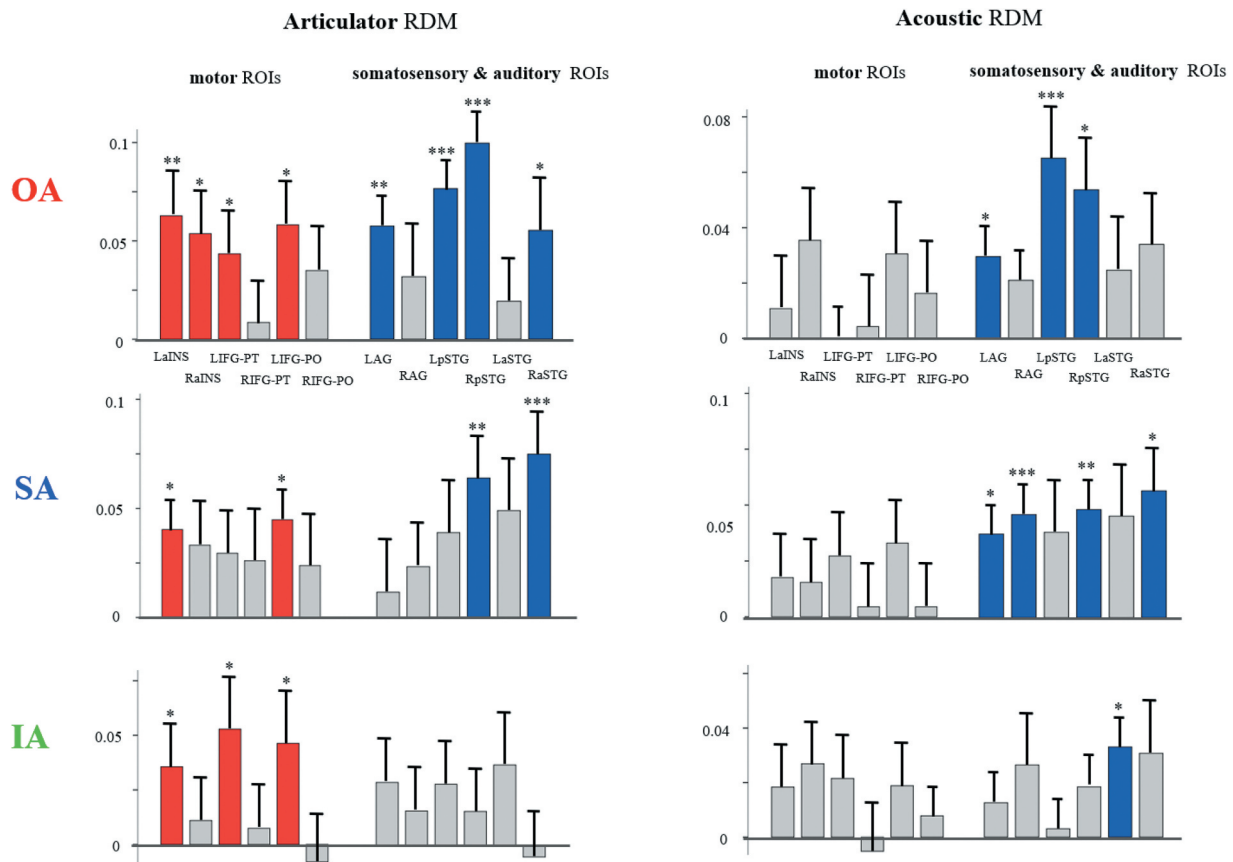 Articulator RDM
motor ROIs
somatosensory & auditory ROIs
Acoustic RDM
motor ROIs
somatosensory & auditory ROIs
OA
0.1
0.05
0
** * * *
** *** *** *
LaINS RaINS LIFG-PT RIFG-PT LIFG-PO RIFG-PO
LAG RAG LpSTG RpSTG LaSTG RaSTG
0.08
0.04
0
* *** *
LaINS RaINS LIFG-PT RIFG-PT LIFG-PO RIFG-PO
LAG RAG LpSTG RpSTG LaSTG RaSTG
SA
0.1
0.05
0
* *
** ***
0.1
0.05
0
* *** ** *
IA
0.05
0
* * *
0.04
0
*